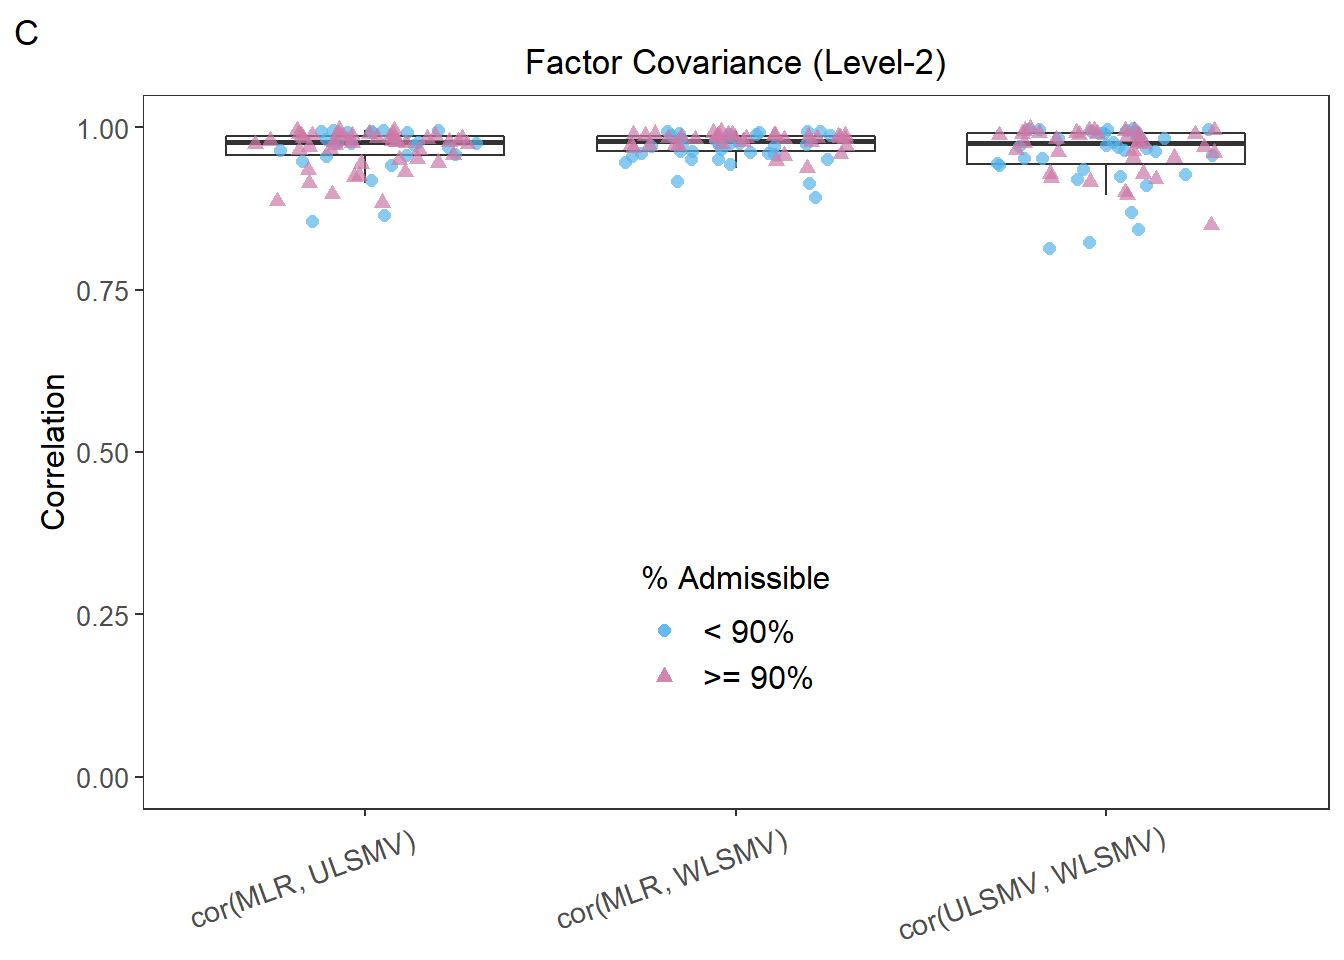 C
Factor Covariance (Level-2)
1.00
0.75
0.50
0.25
0.00
Correlation
% Admissible
< 90%
>= 90%
cor(MLR, ULSMV)
cor(MLR, WLSMV)
cor(ULSMV, WLSMV)